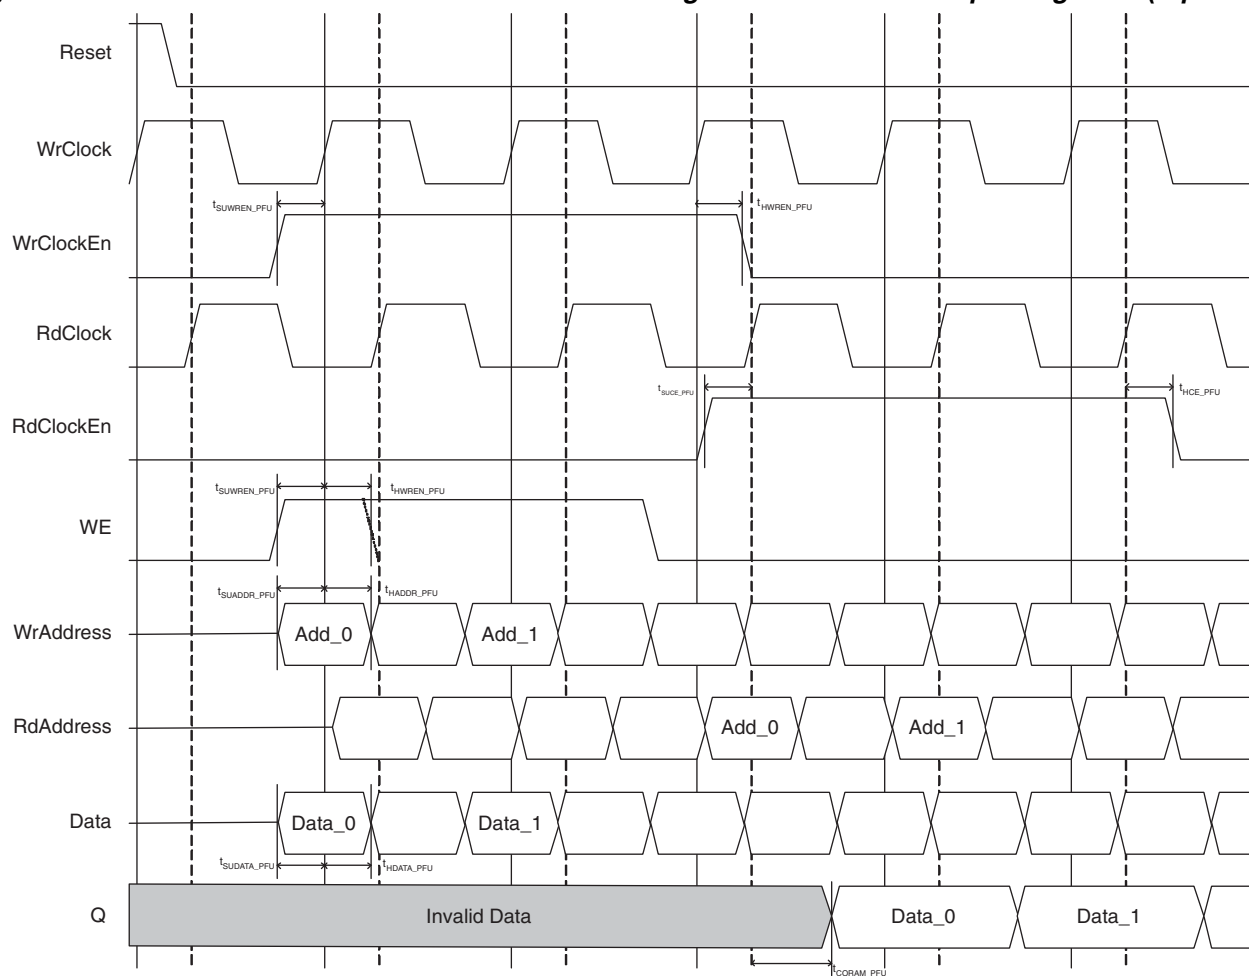 Reset
WrClock
tSUWREN_PFU tHWREN_PFU
WrClockEn
RdClock
tSUCE_PFU tHCE_PFU
RdClockEn
tSUWREN_PFU tHWREN_PFU
WE
tSUADDR_PFU tHADDR_PFU
WrAddress Add_0 Add_1
RdAddress Add_0 Add_1
Data Data_0 Data_1
tSUDATA_PFU tHDATA_PFU
Q Invalid Data Data_0 Data_1
tCORAM_PFU